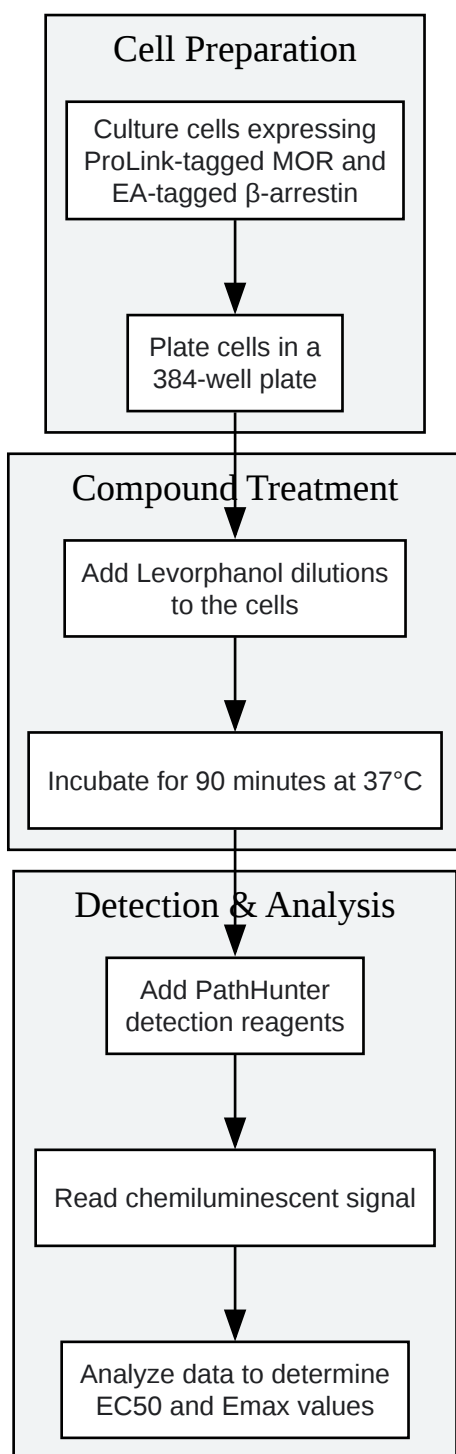 Cell Preparation
Culture cells expressing
ProLink-tagged MOR and
EA-tagged β-arrestin
Plate cells in a
384-well plate
Compound Treatment
Add Levorphanol dilutions
to the cells
Incubate for 90 minutes at 37°C
Detection & Analysis
Add PathHunter
detection reagents
Read chemiluminescent signal
Analyze data to determine
EC50 and Emax values